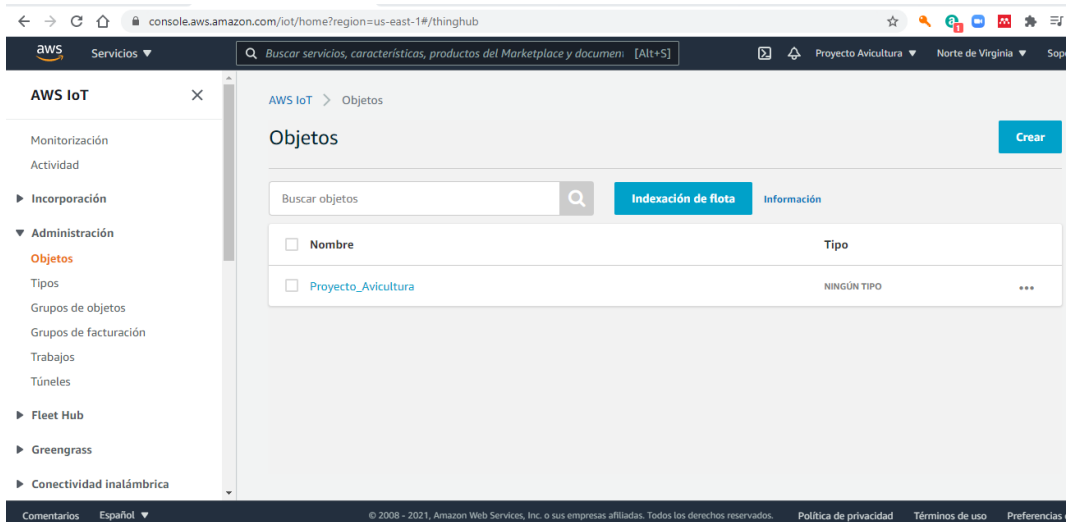 console.aws.amazon.com/iot/home?region=us-east-1#/thinghub
aws
Servicios ▼
Buscar servicios, características, productos del Marketplace y documen [Alt+S]
Proyecto Avicultura ▼
Norte de Virginia ▼
Sop
1
AWS IoT
Monitorización
Actividad
Incorporación
Administración
Objetos
Tipos
Grupos de objetos
Grupos de facturación
Trabajos
Túneles
Fleet Hub
Greengrass
Conectividad inalámbrica
AWS IoT > Objetos
Objetos
Crear
Buscar objetos
Indexación de flota
Información
Nombre Tipo
Proyecto_Avicultura NINGÚN TIPO
Comentarios Español ▼ © 2008 - 2021, Amazon Web Services, Inc. o sus empresas afiliadas. Todos los derechos reservados. Política de privacidad Términos de uso Preferencias